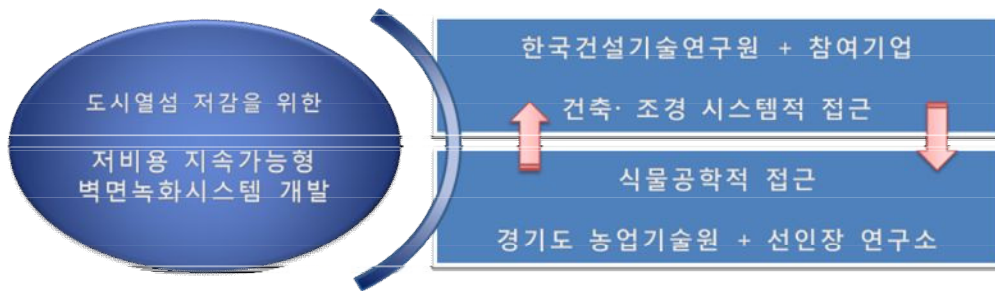 도시열섬 저감을 위한
저비용 지속가능형
벽면녹화시스템 개발
한국건설기술연구원 + 참여기업
건축· 조경 시스템적 접근
식물공학적 접근
경기도 농업기술원 + 선인장 연구소